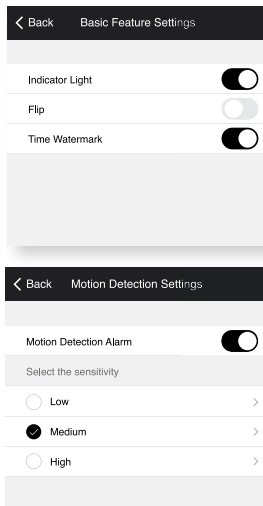 Back Basic Feature Settings
Indicator Light
Flip
Time Watermark
Back Motion Detection Settings
Motion Detection Alarm
Select the sensitivity
Low
Medium
High